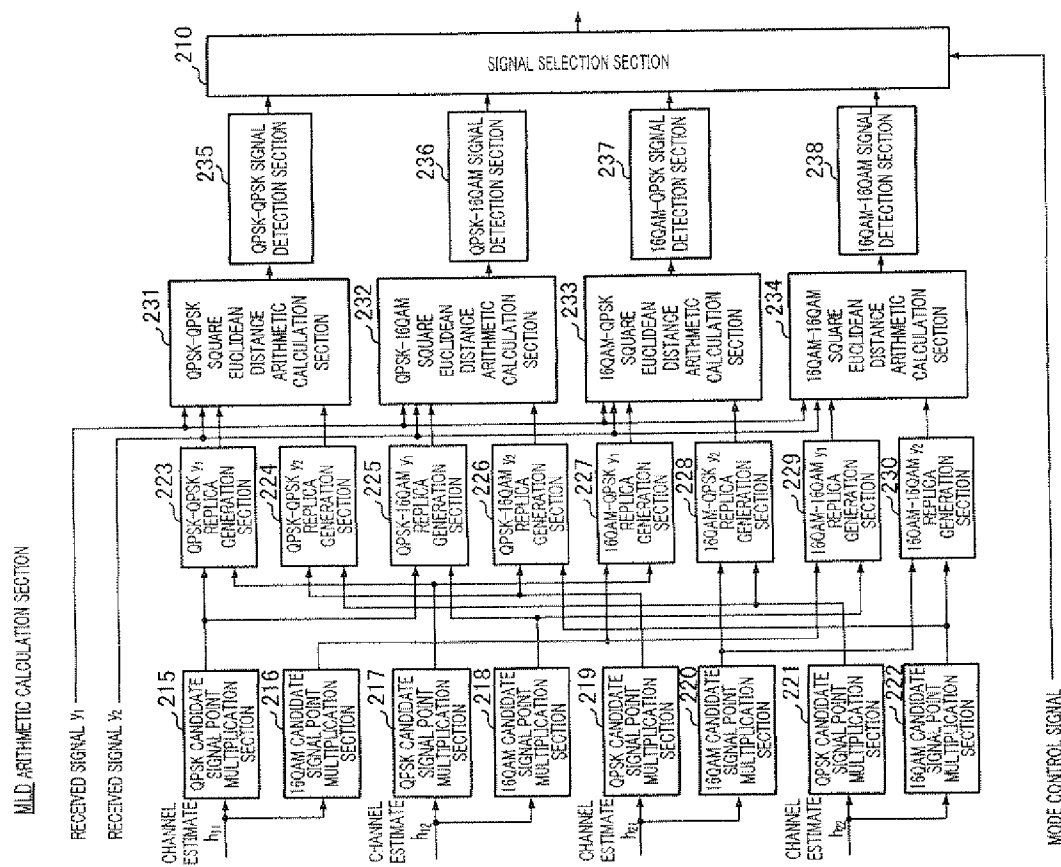 MLD ARITHMETIC CALCULATION SECTION
RECEIVED SIGNAL y1
RECEIVED SIGNAL y2
CHANNEL
ESTIMATE
h11
215
QPSK CANDIDATE
SIGNAL POINT
MULTIPLICATION
SECTION
216
16QAM CANDIDATE
SIGNAL POINT
MULTIPLICATION
SECTION
CHANNEL
ESTIMATE
h12
217
QPSK CANDIDATE
SIGNAL POINT
MULTIPLICATION
SECTION
218
16QAM CANDIDATE
SIGNAL POINT
MULTIPLICATION
SECTION
CHANNEL
ESTIMATE
h21
219
QPSK CANDIDATE
SIGNAL POINT
MULTIPLICATION
SECTION
220
16QAM CANDIDATE
SIGNAL POINT
MULTIPLICATION
SECTION
CHANNEL
ESTIMATE
h22
221
QPSK CANDIDATE
SIGNAL POINT
MULTIPLICATION
SECTION
222
16QAM CANDIDATE
SIGNAL POINT
MULTIPLICATION
SECTION
223
QPSK-QPSK y1
REPLICA
GENERATION
SECTION
224
QPSK-QPSK y2
REPLICA
GENERATION
SECTION
225
QPSK-16QAM y1
REPLICA
GENERATION
SECTION
226
QPSK-16QAM y2
REPLICA
GENERATION
SECTION
227
16QAM-QPSK y1
REPLICA
GENERATION
SECTION
228
16QAM-QPSK y2
REPLICA
GENERATION
SECTION
229
16QAM-16QAM y1
REPLICA
GENERATION
SECTION
230
16QAM-16QAM y2
REPLICA
GENERATION
SECTION
231
QPSK-QPSK
SQUARE
EUCLIDEAN
DISTANCE
ARITHMETIC
CALCULATION
SECTION
232
QPSK-16QAM
SQUARE
EUCLIDEAN
DISTANCE
ARITHMETIC
CALCULATION
SECTION
233
16QAM-QPSK
SQUARE
EUCLIDEAN
DISTANCE
ARITHMETIC
CALCULATION
SECTION
234
16QAM-16QAM
SQUARE
EUCLIDEAN
DISTANCE
ARITHMETIC
CALCULATION
SECTION
235
QPSK-QPSK SIGNAL
DETECTION SECTION
236
QPSK-16QAM SIGNAL
DETECTION SECTION
237
16QAM-QPSK SIGNAL
DETECTION SECTION
238
16QAM-16QAM SIGNAL
DETECTION SECTION
210
SIGNAL SELECTION SECTION
MODE CONTROL SIGNAL